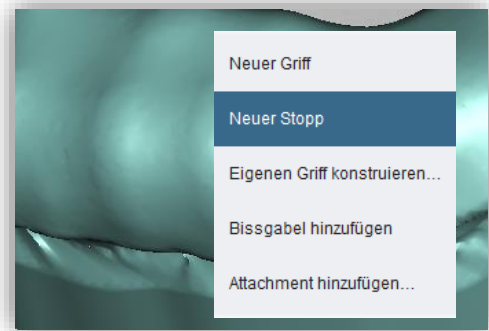 Neuer Griff
Neuer Stopp
Eigenen Griff konstruieren...
Bissgabel hinzufügen
Attachment hinzufügen...